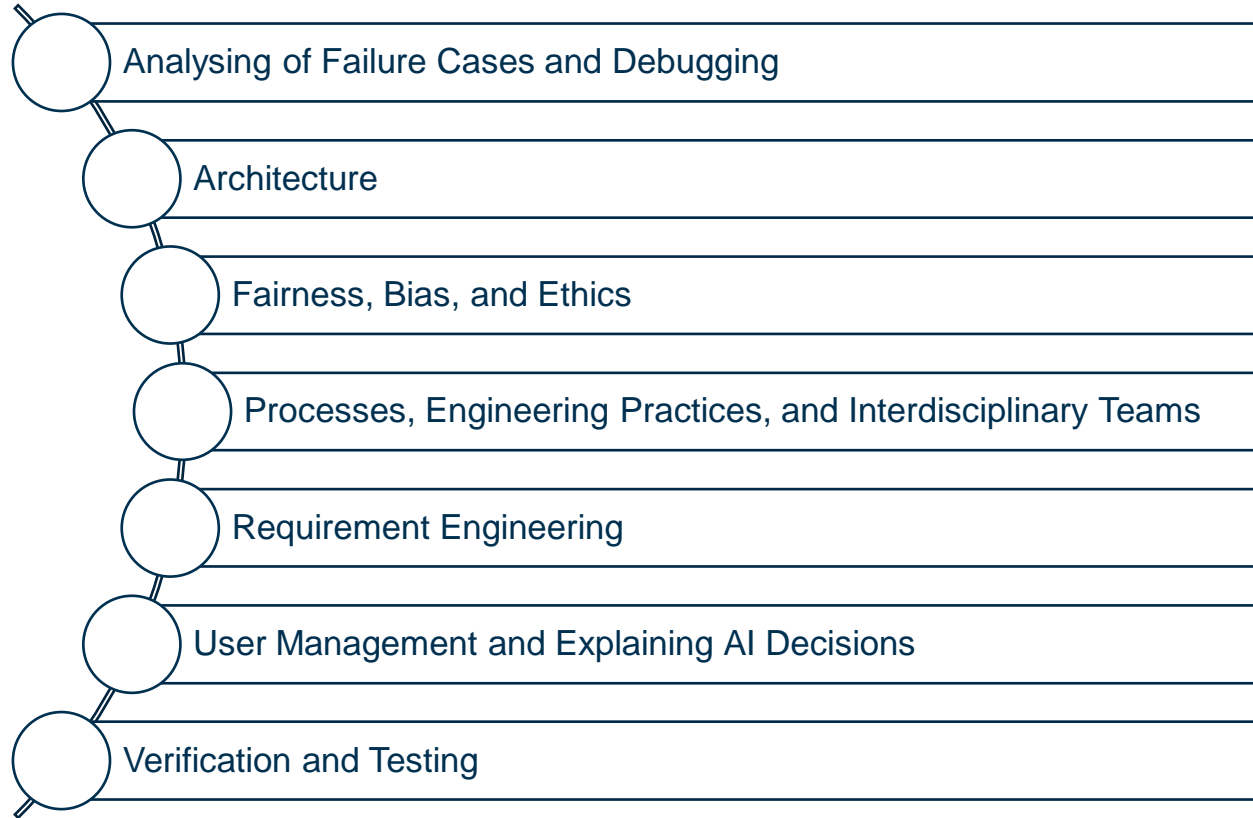 Analysing of Failure Cases and Debugging
Architecture
Fairness, Bias, and Ethics
Processes, Engineering Practices, and Interdisciplinary Teams
Requirement Engineering
User Management and Explaining AI Decisions
Verification and Testing